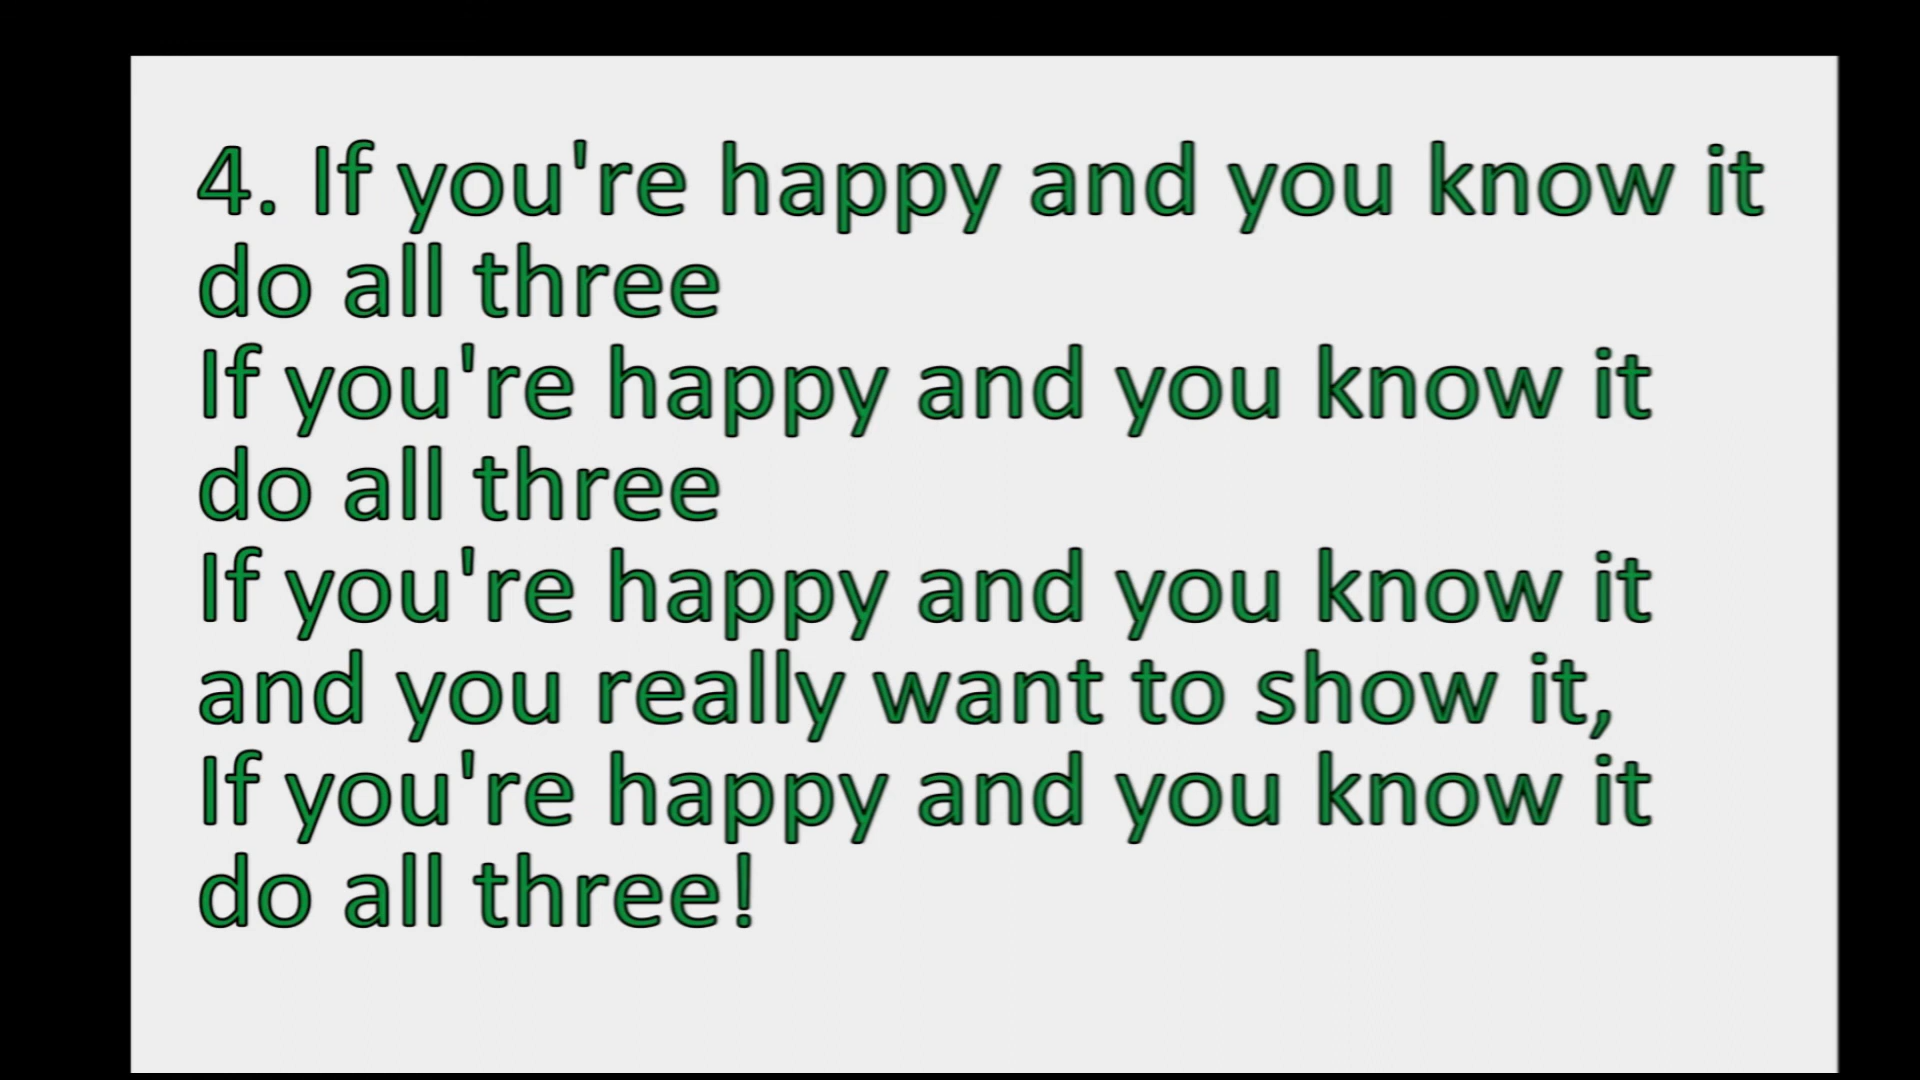 4. If you're happy and you know it
do all three
If you're happy and you know it
do all three
If you're happy and you know it
and you really want to show it,
If you're happy and you know it
do all three!